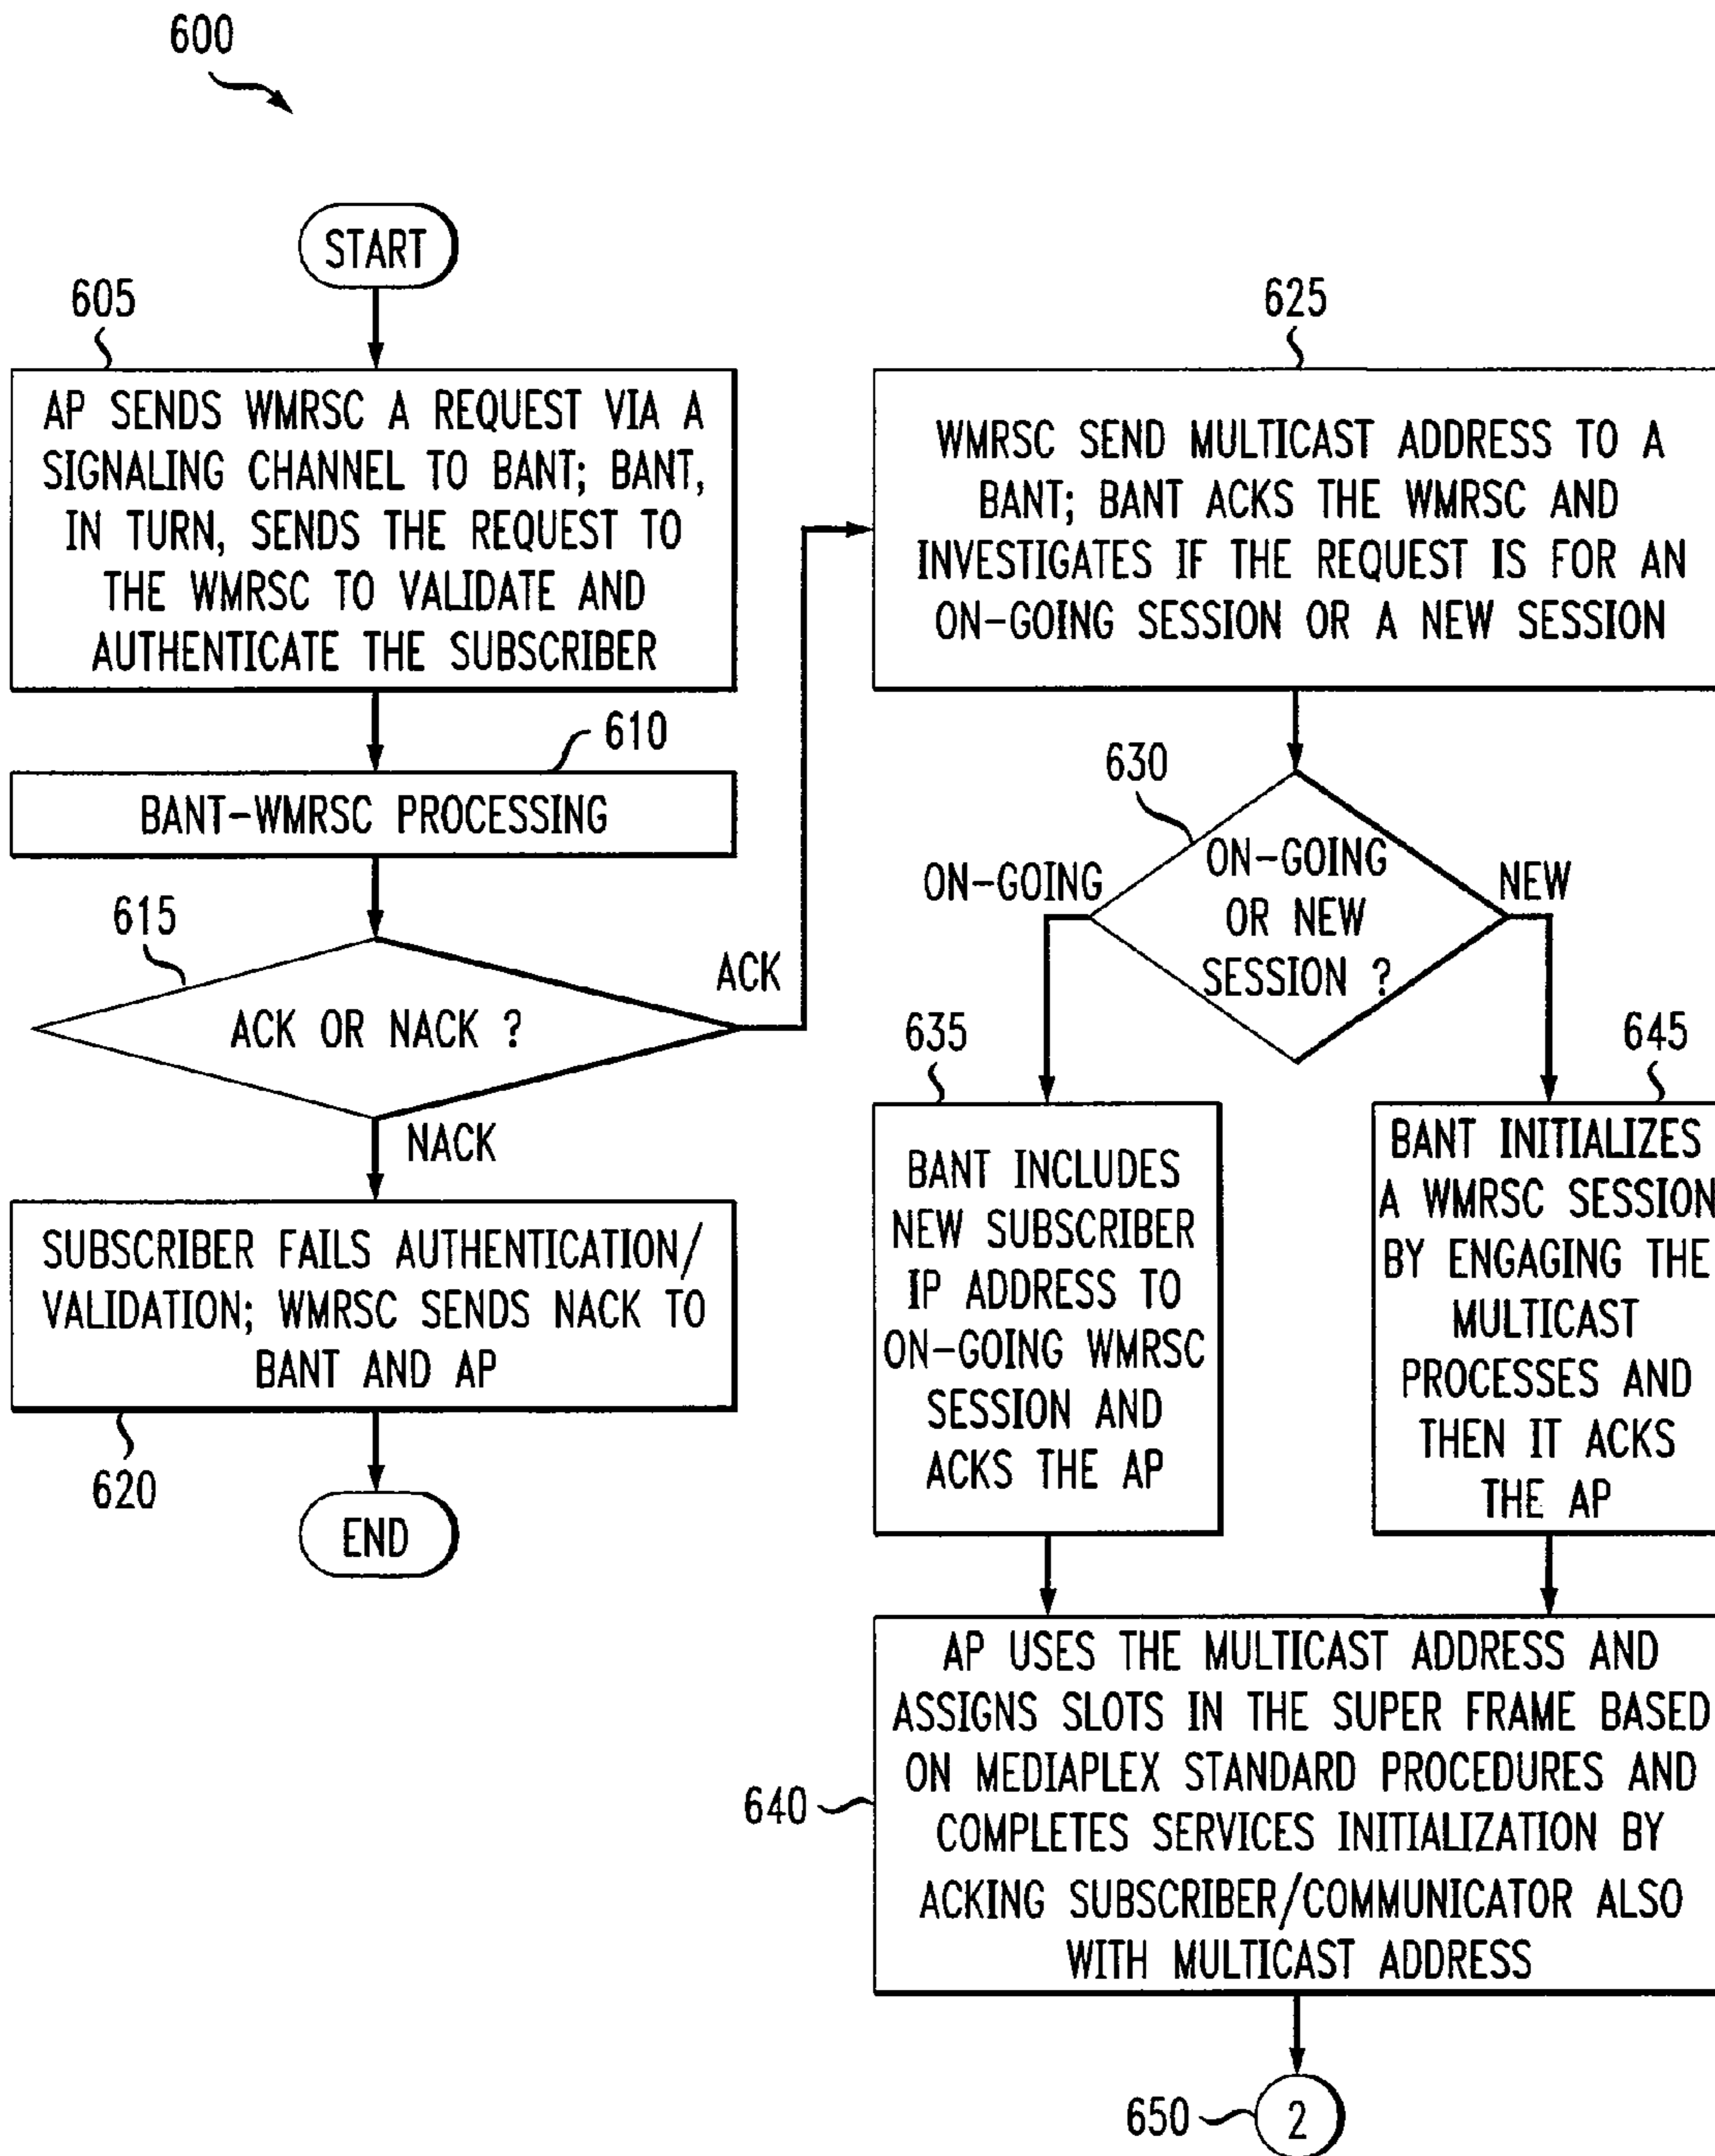 600
START
605
AP SENDS WMRSC A REQUEST VIA A
SIGNALING CHANNEL TO BANT; BANT,
IN TURN, SENDS THE REQUEST TO
THE WMRSC TO VALIDATE AND
AUTHENTICATE THE SUBSCRIBER
610
BANT-WMRSC PROCESSING
615
ACK OR NACK ?
ACK
NACK
SUBSCRIBER FAILS AUTHENTICATION/
VALIDATION; WMRSC SENDS NACK TO
BANT AND AP
620
END
625
WMRSC SEND MULTICAST ADDRESS TO A
BANT; BANT ACKS THE WMRSC AND
INVESTIGATES IF THE REQUEST IS FOR AN
ON-GOING SESSION OR A NEW SESSION
630
ON-GOING
OR NEW
SESSION ?
ON-GOING
NEW
635
BANT INCLUDES
NEW SUBSCRIBER
IP ADDRESS TO
ON-GOING WMRSC
SESSION AND
ACKS THE AP
645
BANT INITIALIZES
A WMRSC SESSION
BY ENGAGING THE
MULTICAST
PROCESSES AND
THEN IT ACKS
THE AP
AP USES THE MULTICAST ADDRESS AND
ASSIGNS SLOTS IN THE SUPER FRAME BASED
ON MEDIAPLEX STANDARD PROCEDURES AND
COMPLETES SERVICES INITIALIZATION BY
ACKING SUBSCRIBER/COMMUNICATOR ALSO
WITH MULTICAST ADDRESS
640
650
2